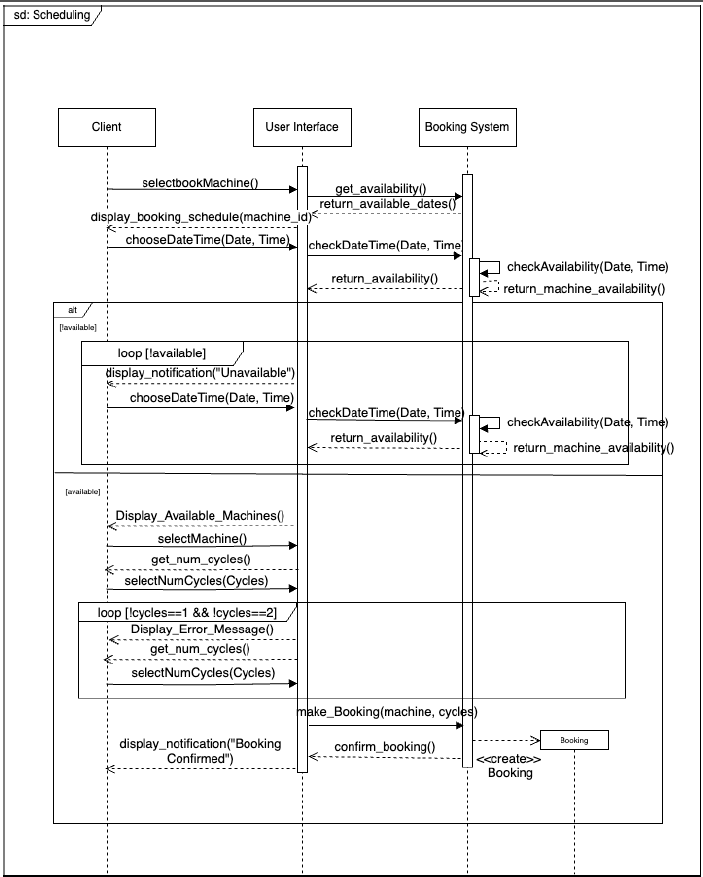 sd: Scheduling
Client
User Interface
Booking System
selectbookMachine()
get_availability()
return_available_dates()
display_booking_schedule(machine_id)
chooseDateTime(Date, Time)
checkDateTime(Date, Time)
checkAvailability(Date, Time)
return_availability()
return_machine_availability()
alt
[!available]
loop [!available]
display_notification("Unavailable")
chooseDateTime(Date, Time)
checkDateTime(Date, Time)
checkAvailability(Date, Time)
return_availability()
return_machine_availability()
[available]
Display_Available_Machines()
selectMachine()
get_num_cycles()
selectNumCycles(Cycles)
loop [!cycles==1 && !cycles==2]
Display_Error_Message()
get_num_cycles()
selectNumCycles(Cycles)
make_Booking(machine, cycles)
Booking
display_notification("Booking
Confirmed")
confirm_booking()
<<create>>
Booking